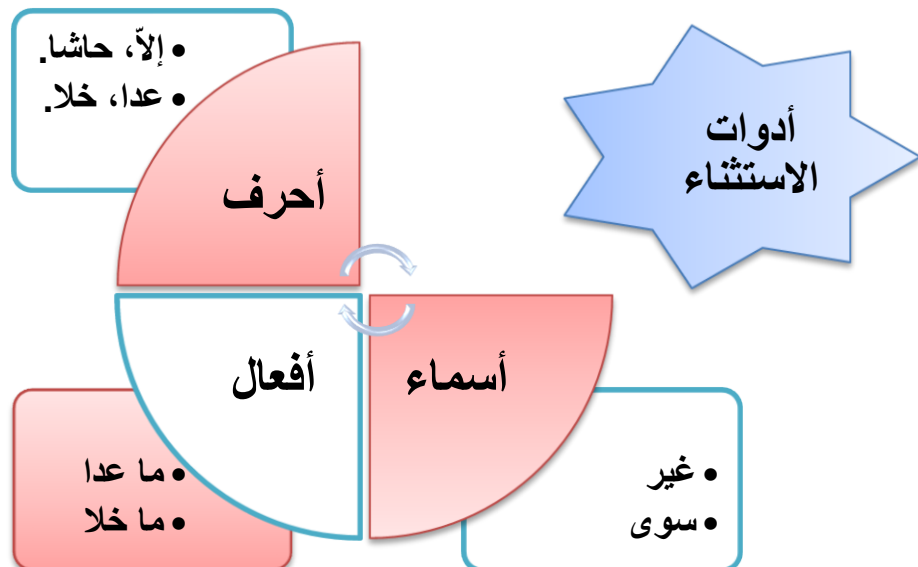 أدوات
الاستثناء
• إلاّ، حاشا.
• عدا، خلا.
أحرف
أسماء
• غير
• سوى
أفعال
• ما عدا
• ما خلا